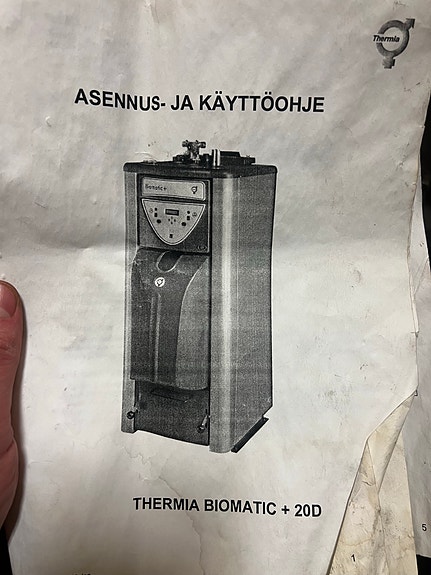 Thermia
ASENNUS- JA KÄYTTÖOHJE
Biomatic+
THERMIA BIOMATIC + 20D
5
1